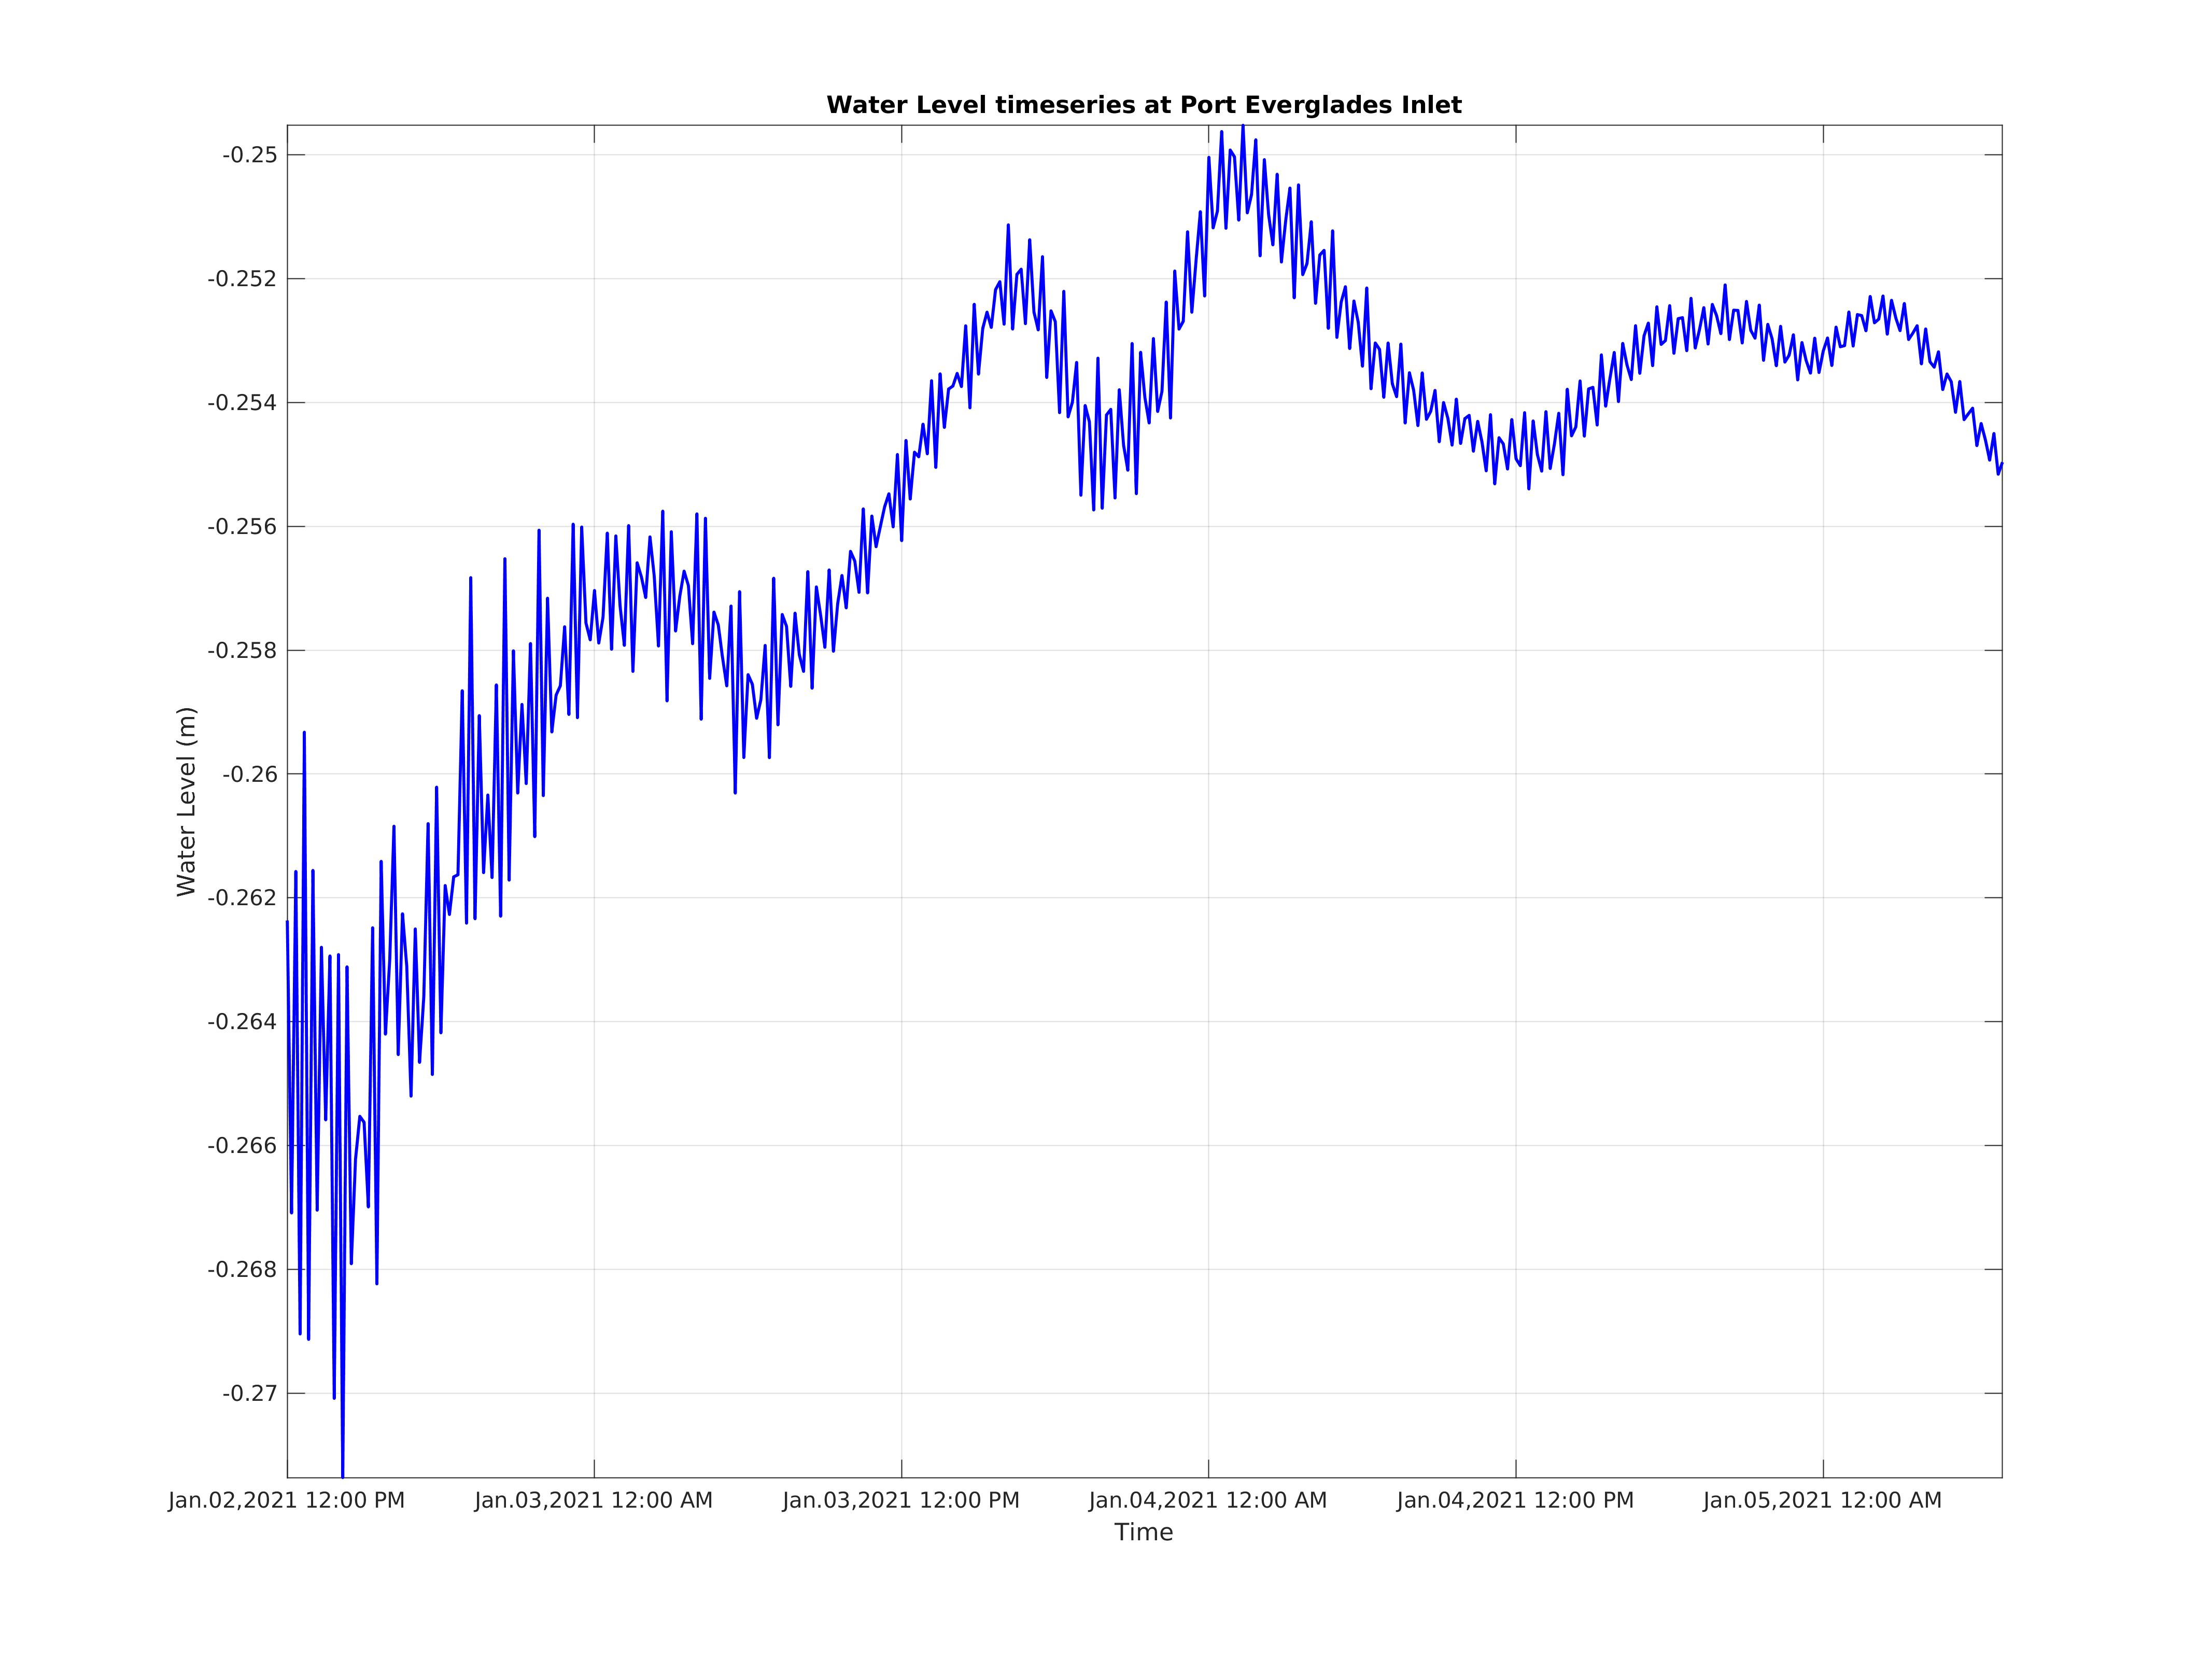 Water Level timeseries at Port Everglades Inlet
-0.25
-0.252
-0.254
-0.256
-0.258
-0.26
-0.262
-0.264
-0.266
-0.268
-0.27
Water Level (m)
Jan.02,2021 12:00 PM
Jan.03,2021 12:00 AM
Jan.03,2021 12:00 PM
Jan.04,2021 12:00 AM
Jan.04,2021 12:00 PM
Jan.05,2021 12:00 AM
Time